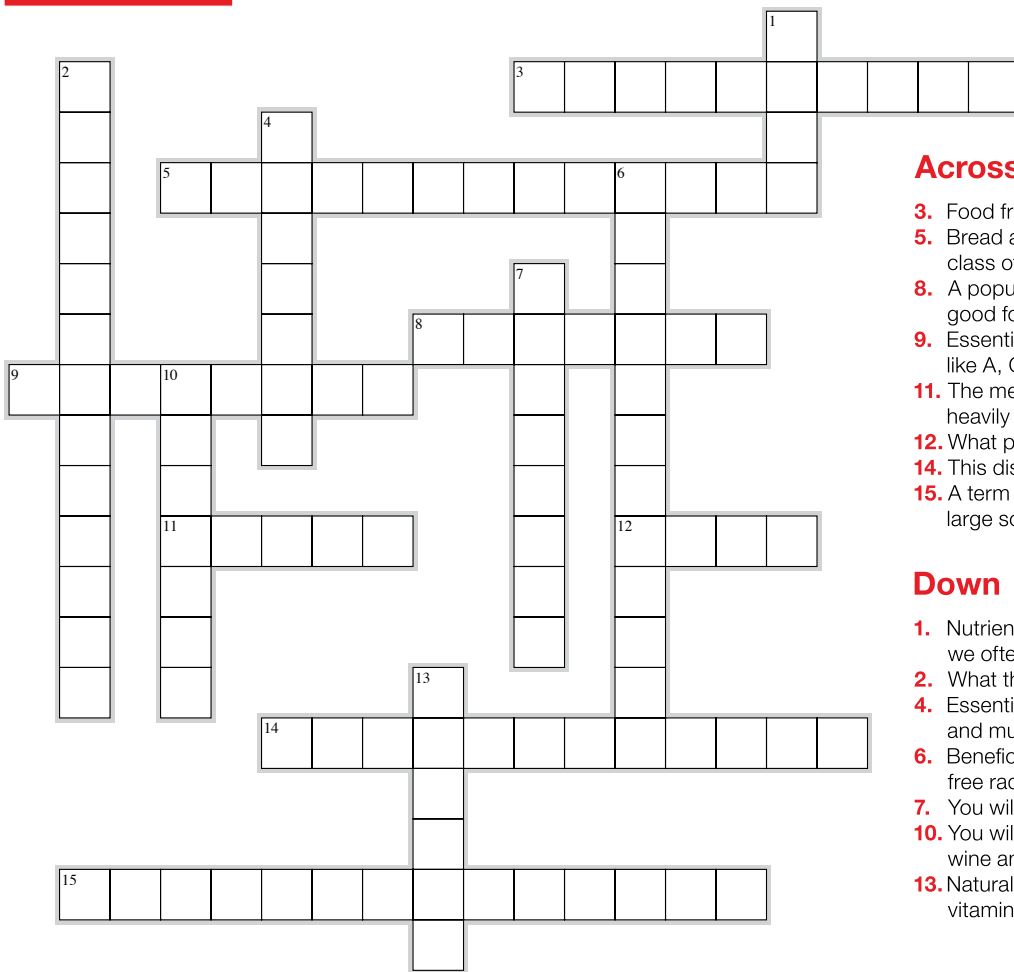 1
2
3
4
5
6
7
8
9
10
11
12
13
14
15
Across
3. Food fr
5. Bread a
class of
8. A popu
good fo
9. Essenti
like A, C
11. The me
heavily
12. What p
14. This dis
15. A term
large sc
Down
1. Nutrien
we ofte
2. What th
4. Essenti
and mu
6. Benefic
free rac
7. You wil
10. You wil
wine an
13. Natural
vitamin